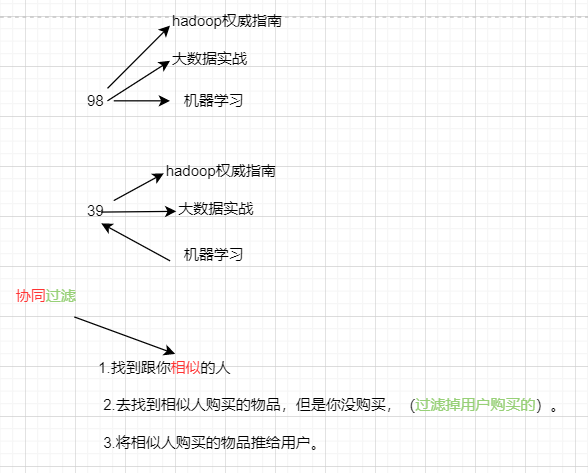 hadoop权威指南
大数据实战
98
机器学习
hadoop权威指南
39
大数据实战
机器学习
协同过滤
1.找到跟你相似的人
2.去找到相似人购买的物品，但是你没购买，（过滤掉用户购买的）。
3.将相似人购买的物品推给用户。